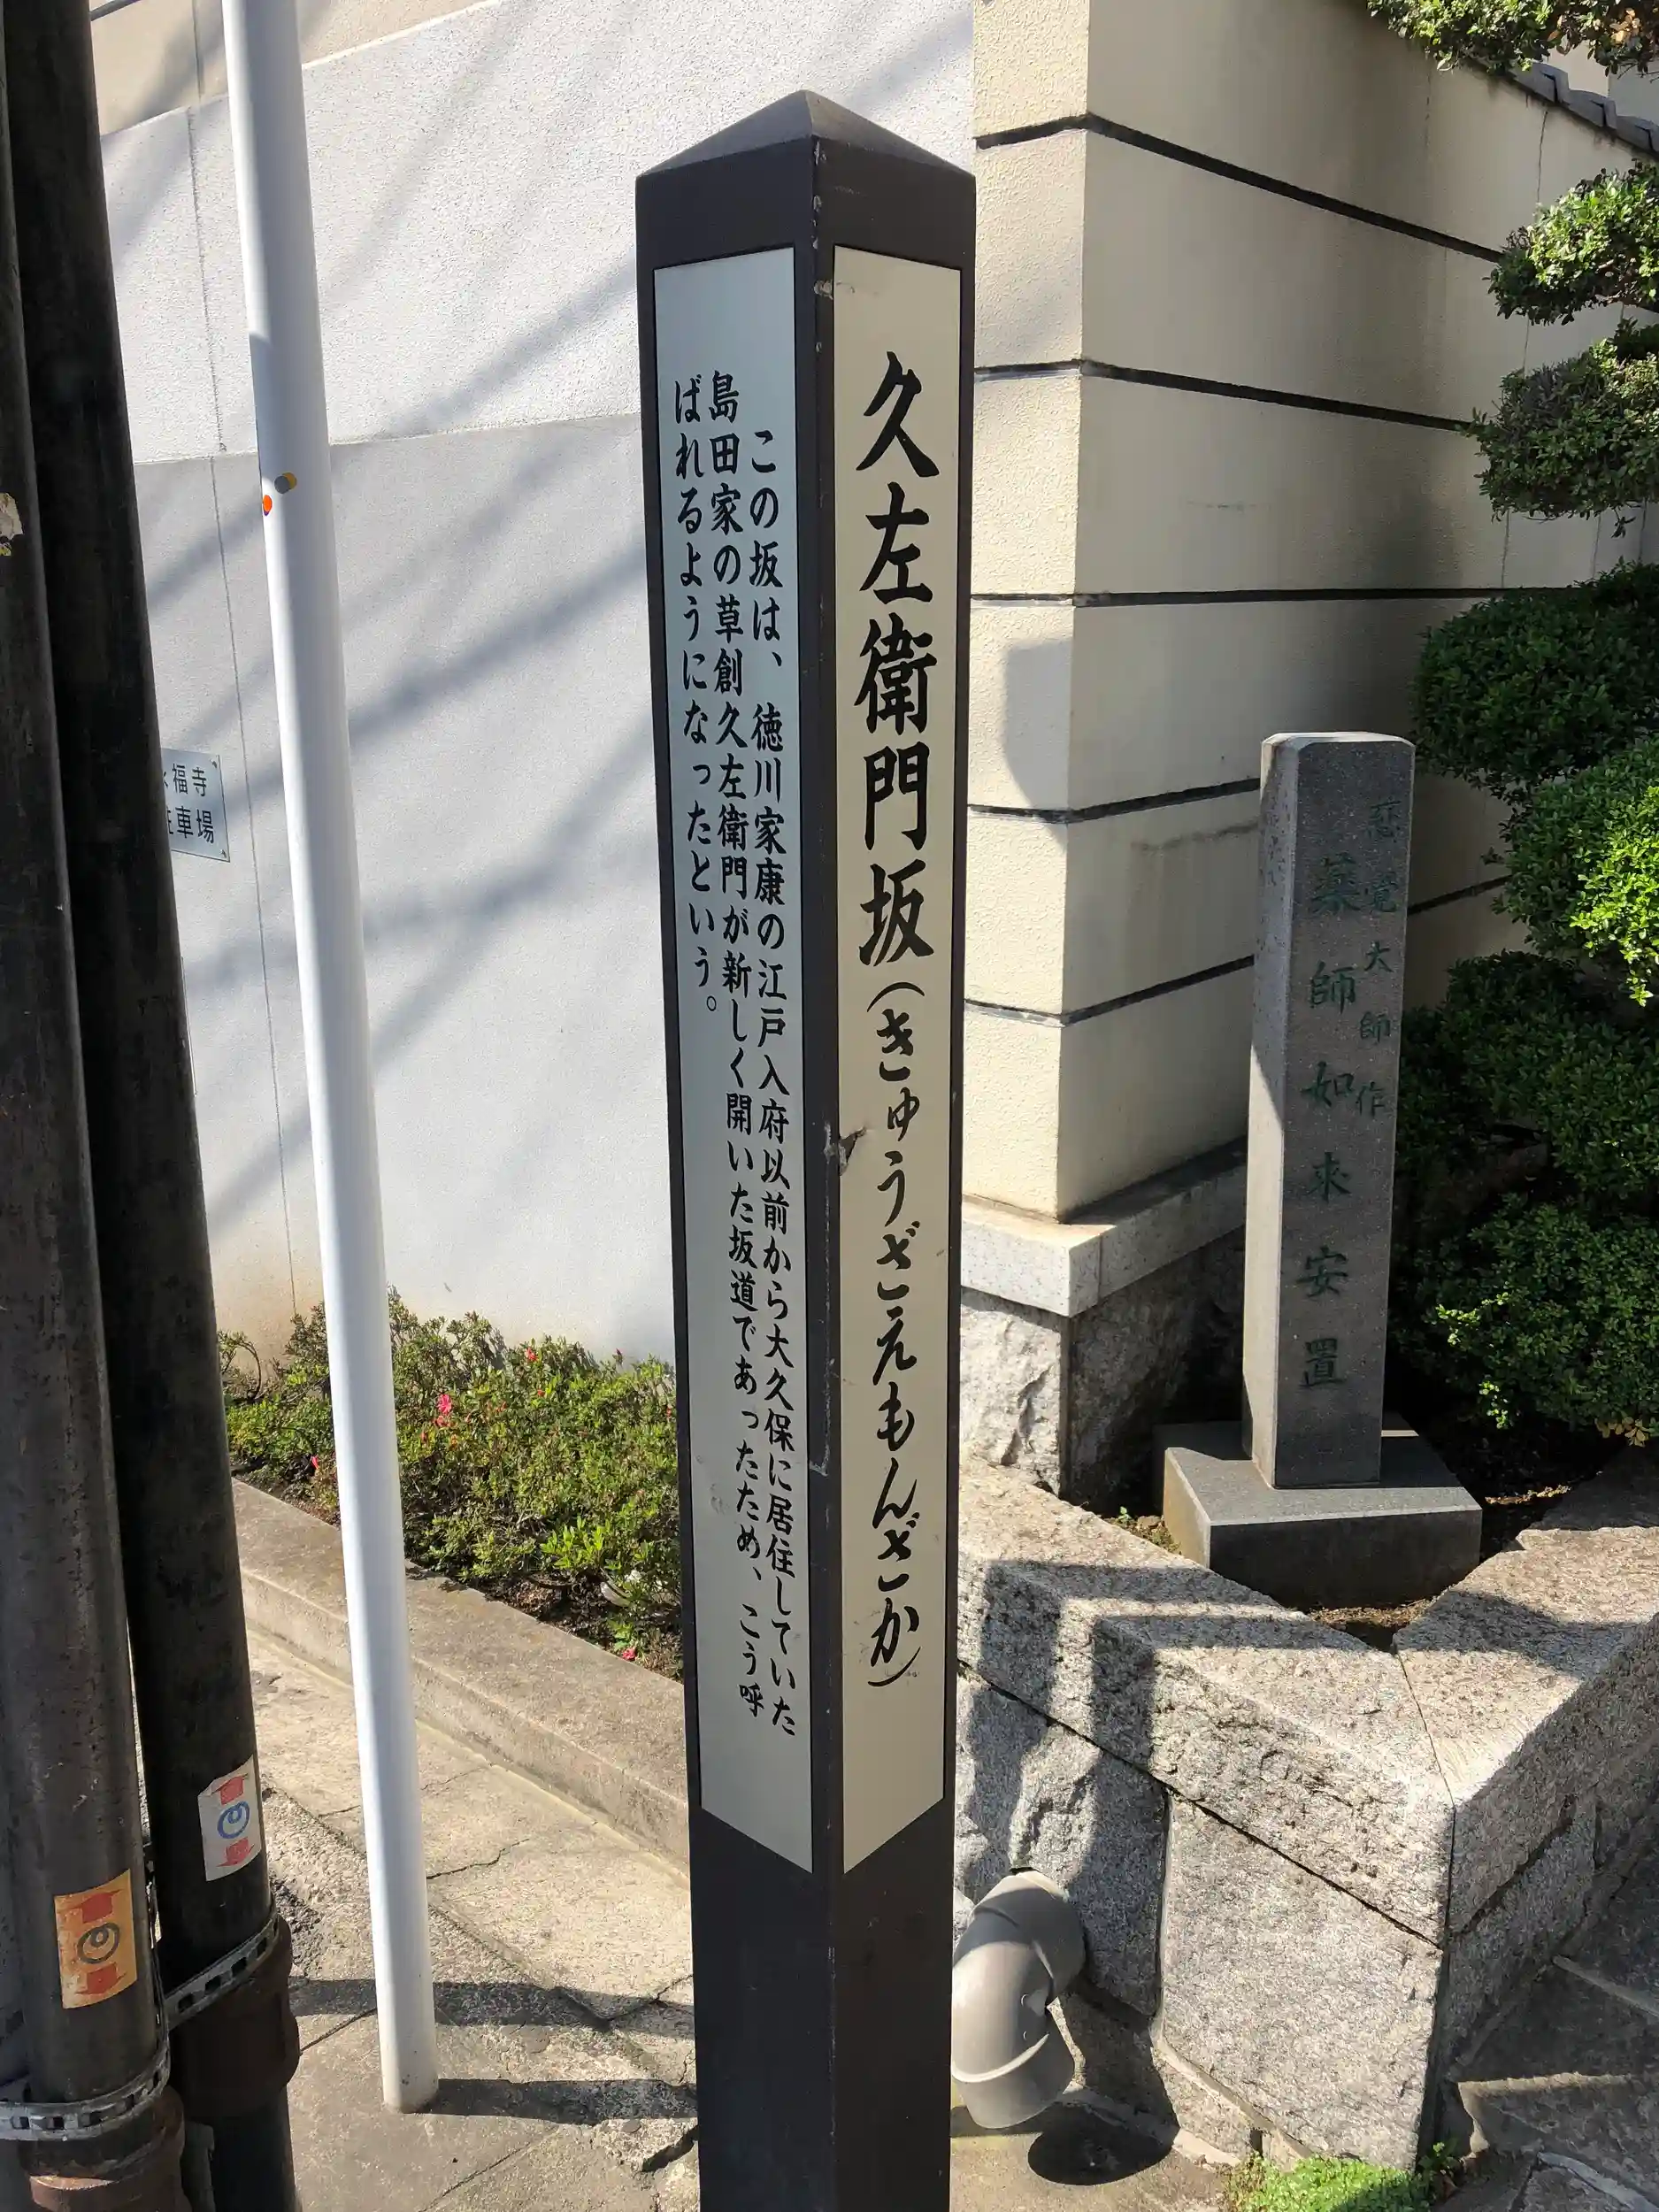 久左衛門坂(きゅうざえもんざか)
この坂は、徳川家康の江戸入府以前から大久保に居住していた
島田家の草創久左衛門が新しく開いた坂道であったため、こう呼
ばれるようになったという。
慈覺大師作
薬師如来安置
福寺
駐車場